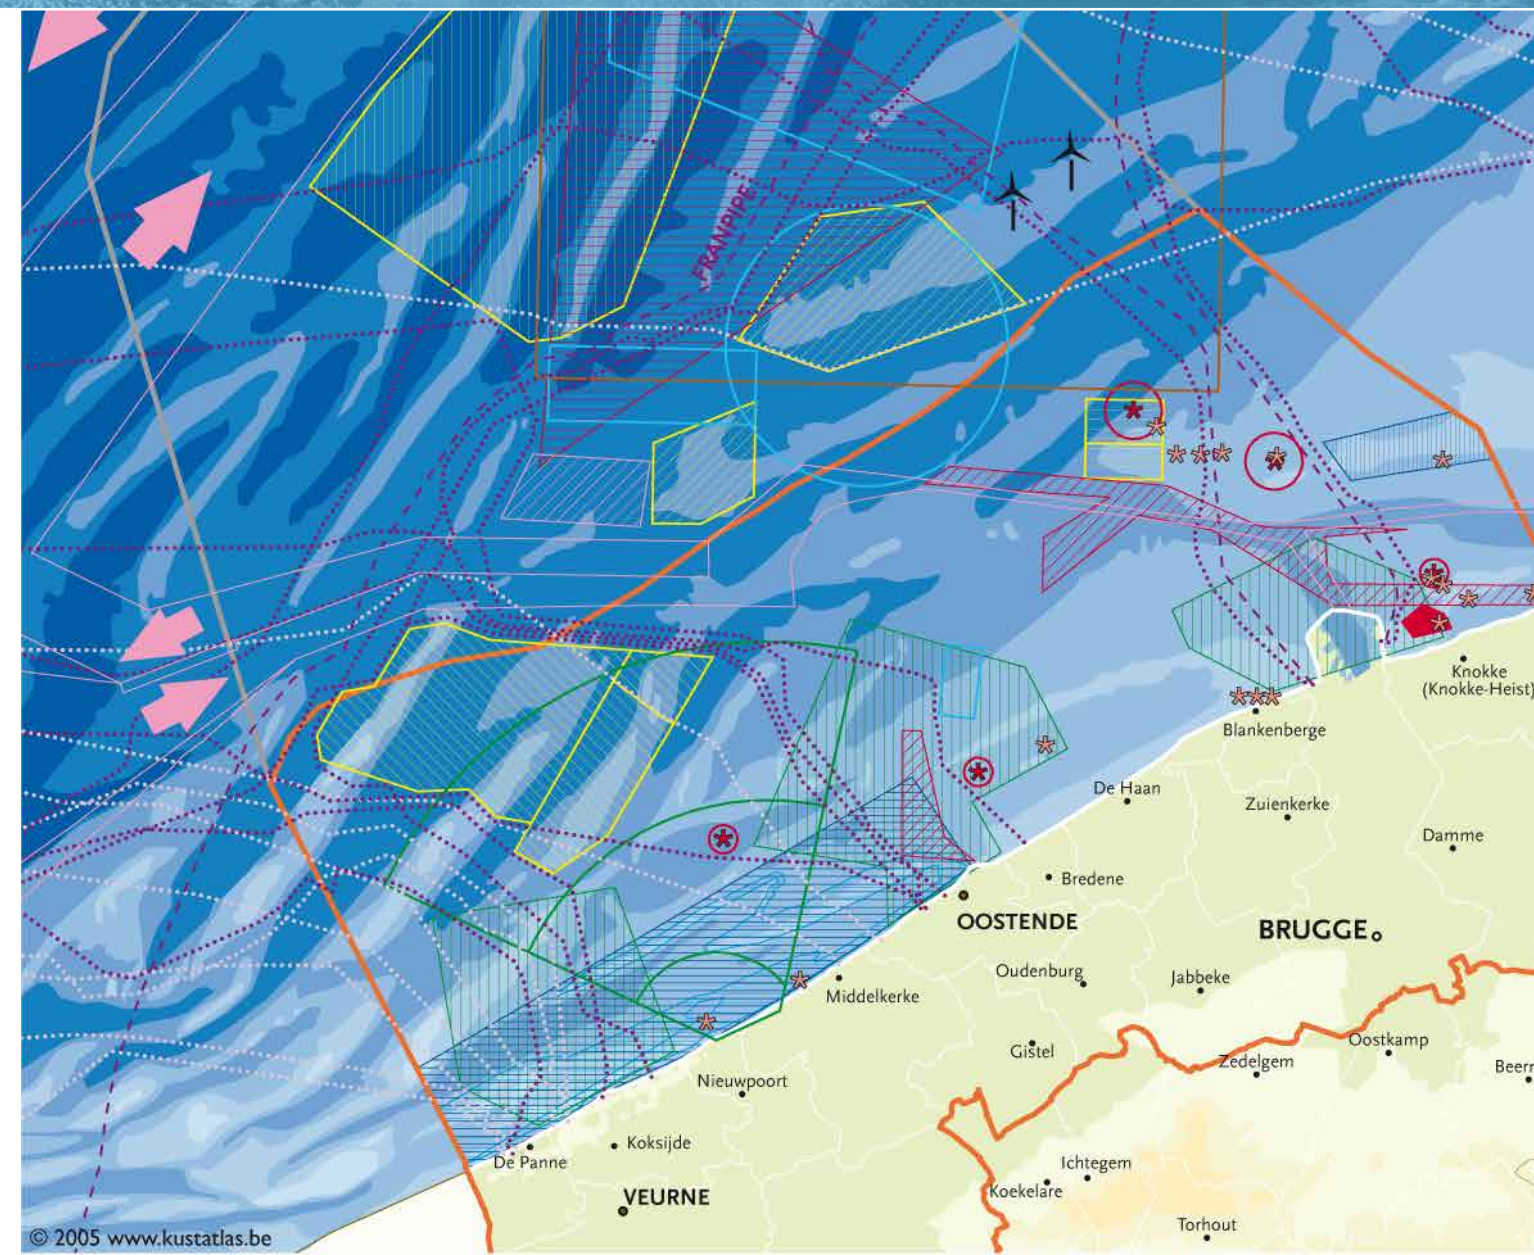 FRANPIPE
Knokke
(Knokke-Heist)
Blankenberge
De Haan
Zuienkerke
Damme
Bredene
OOSTENDE
BRUGGE
Oudenburg
Jabbeke
Middelkerke
Gistel
Oostkamp
Zedelgem
Nieuwpoort
Koksijde
De Panne
Ichtegem
Koekelare
VEURNE
Torhout
© 2005 www.kustatlas.be